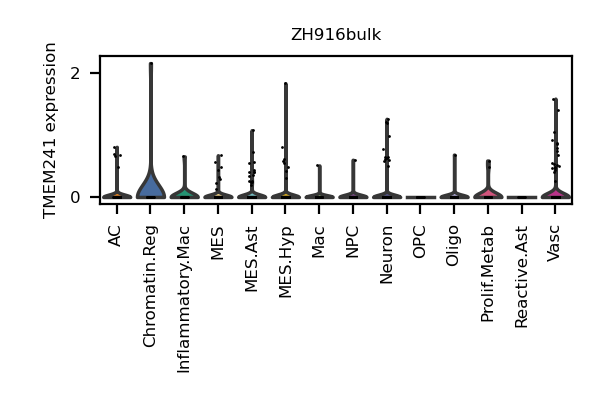 ZH916bulk
TMEM241 expression
2
0
AC
Chromatin.Reg
Inflammatory.Mac
MES
MES.Ast
MES.Hyp
Mac
NPC
Neuron
OPC
Oligo
Prolif.Metab
Reactive.Ast
Vasc